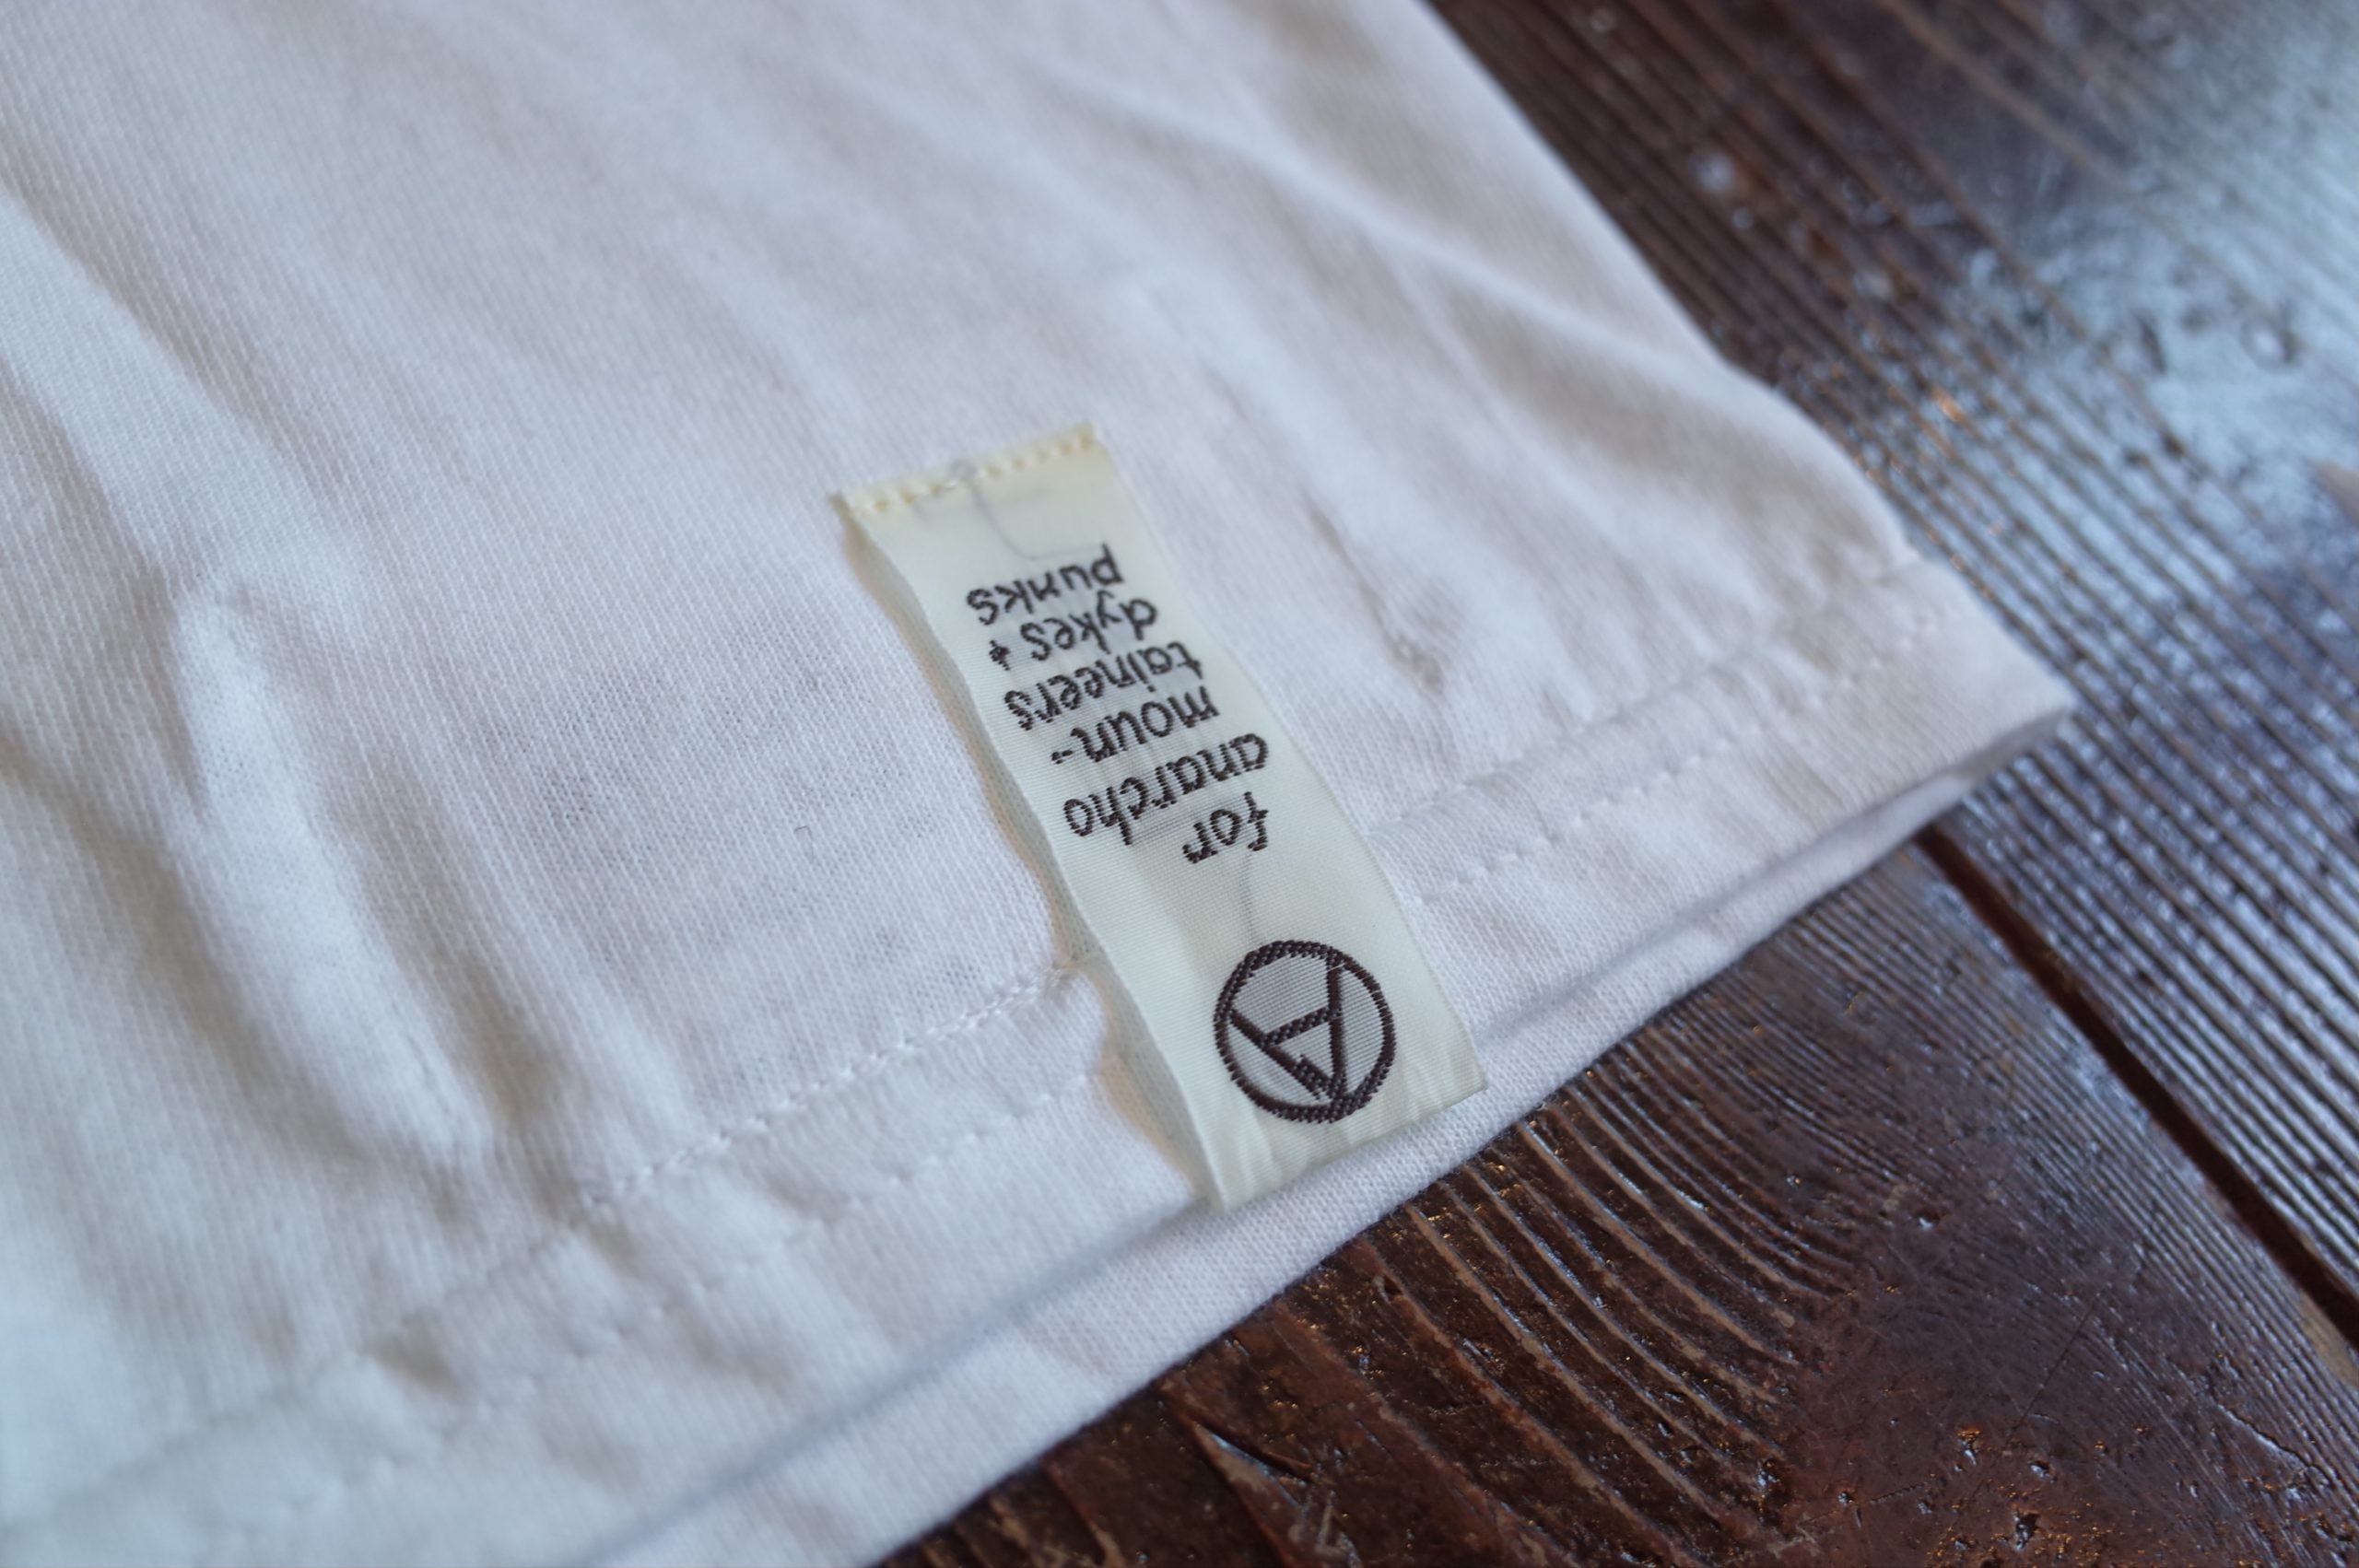 for
anarcho
moun-
taineers
dykes +
punks